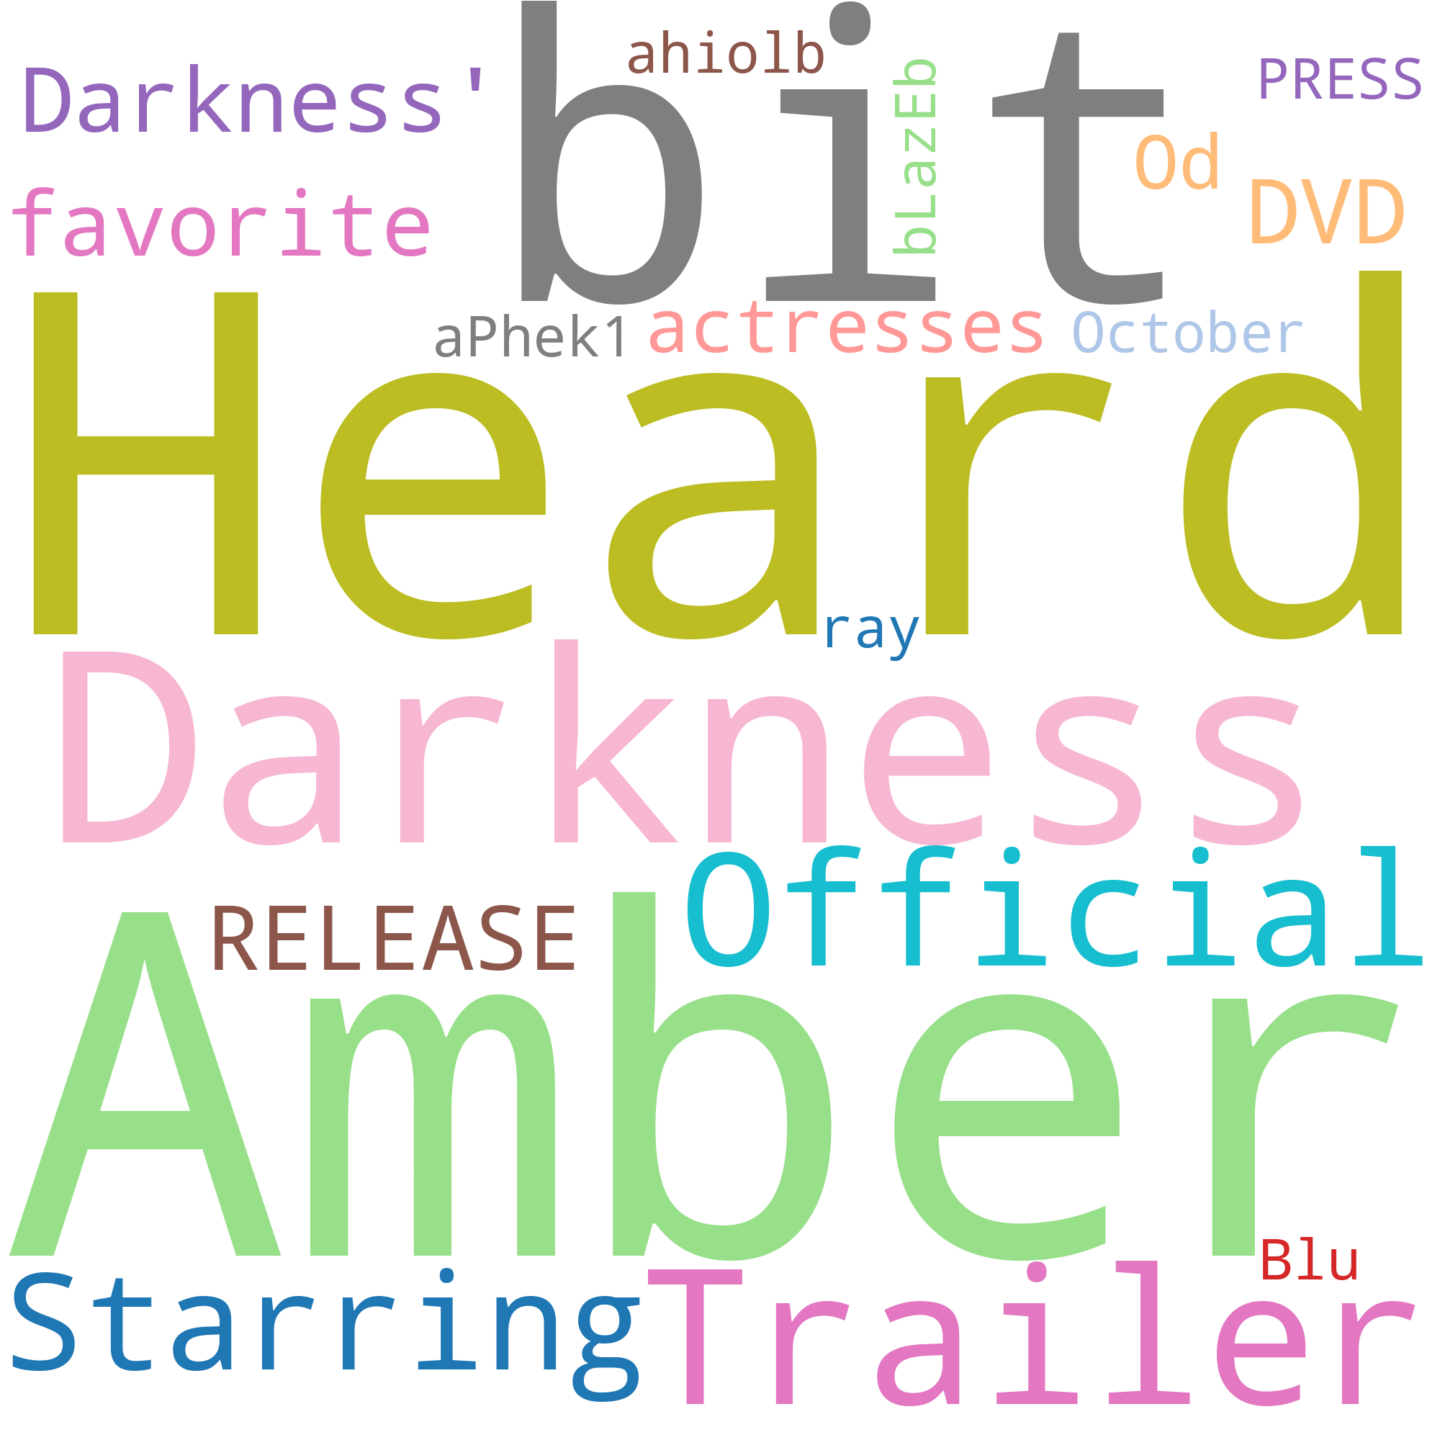 bit
ahiolb
Darkness'
bLazEb
PRESS
Od
favorite
DVD
Heard
aPhek1
actresses
October
ray
Darkness
Official
RELEASE
Amber
Blu
Starring
Trailer